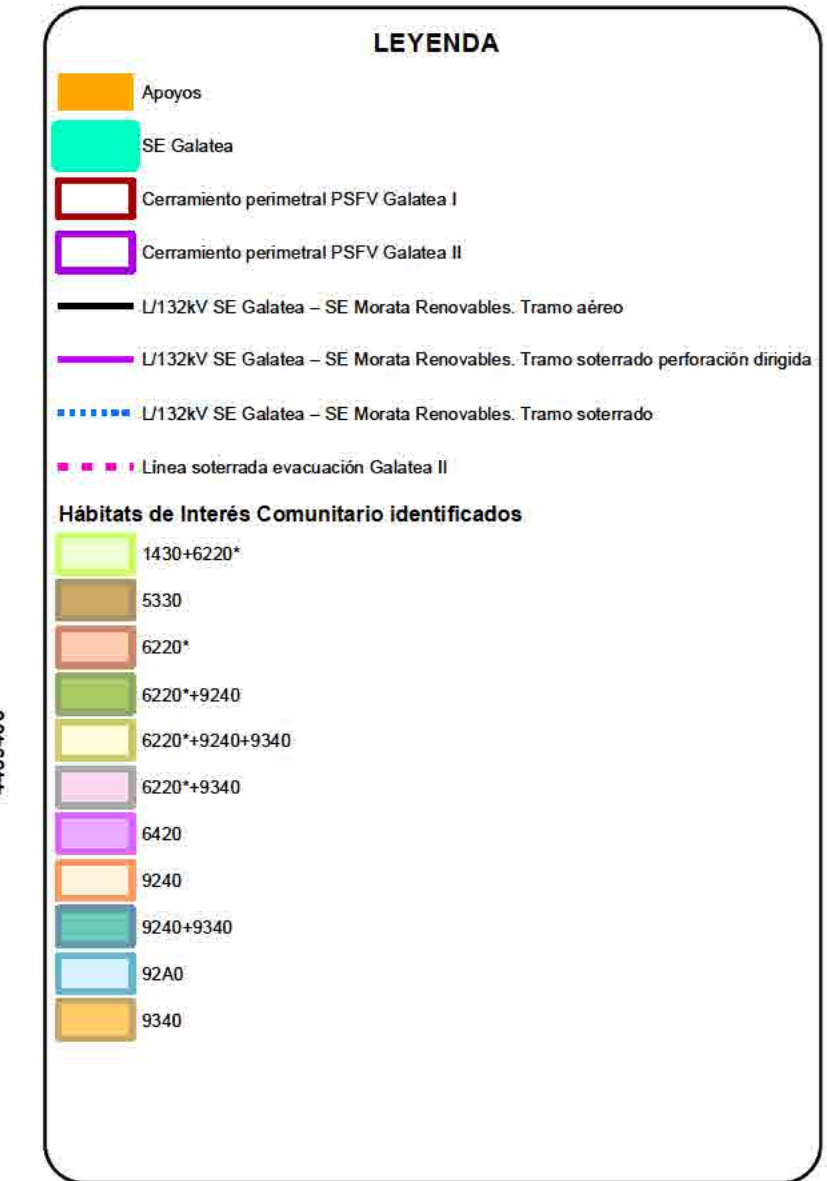 LEYENDA
Apoyos
SE Galatea
Cerramiento perimetral PSFV Galatea I
Cerramiento perimetral PSFV Galatea II
L/132kV SE Galatea – SE Morata Renovables. Tramo aéreo
L/132kV SE Galatea – SE Morata Renovables. Tramo soterrado perforación dirigida
L/132kV SE Galatea – SE Morata Renovables. Tramo soterrado
Línea soterrada evacuación Galatea II
Hábitats de Interés Comunitario identificados
1430+6220*
5330
6220*
6220*+9240
6220*+9240+9340
6220*+9340
6420
9240
9240+9340
92A0
9340